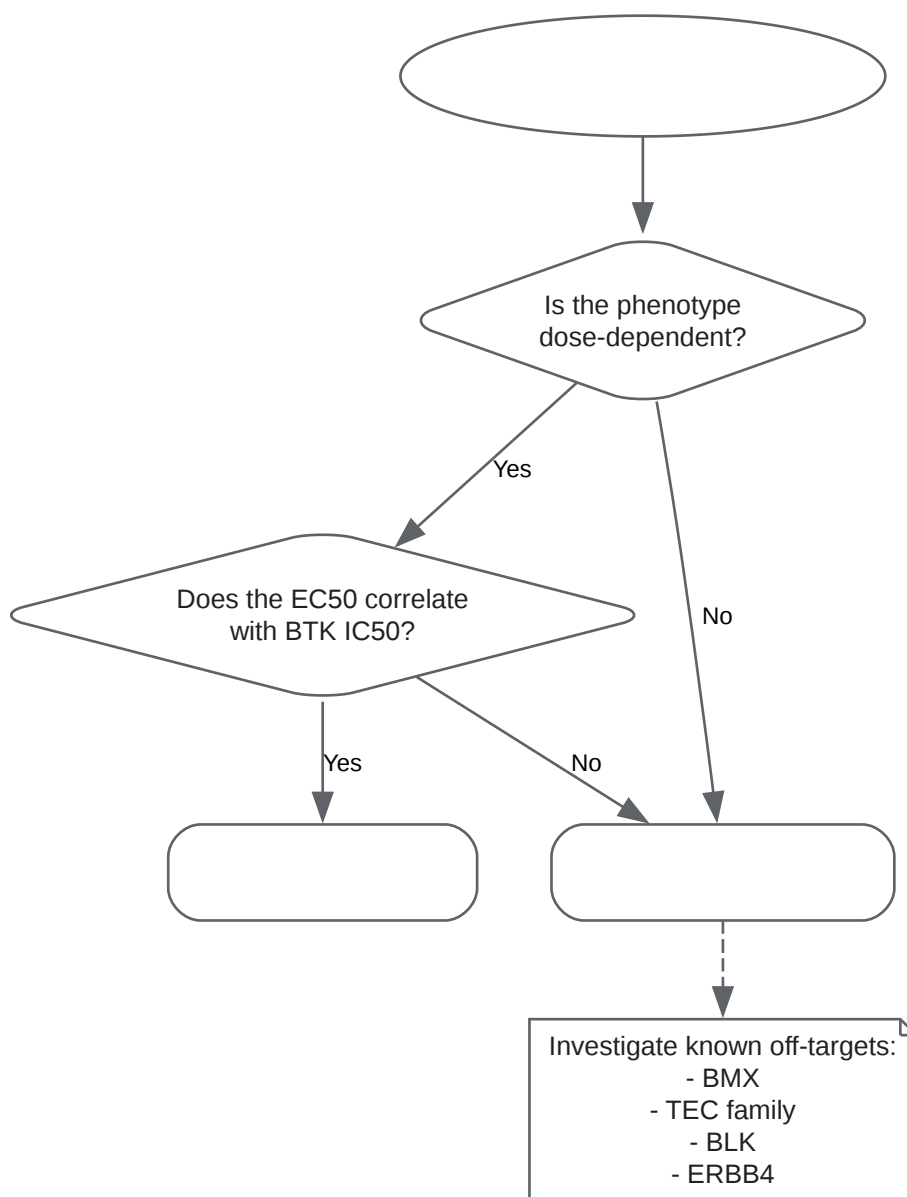 Is the phenotype
dose-dependent?
Yes
Does the EC50 correlate
with BTK IC50?
No
Yes
No
Investigate known off-targets:
- BMX
- TEC family
- BLK
- ERBB4